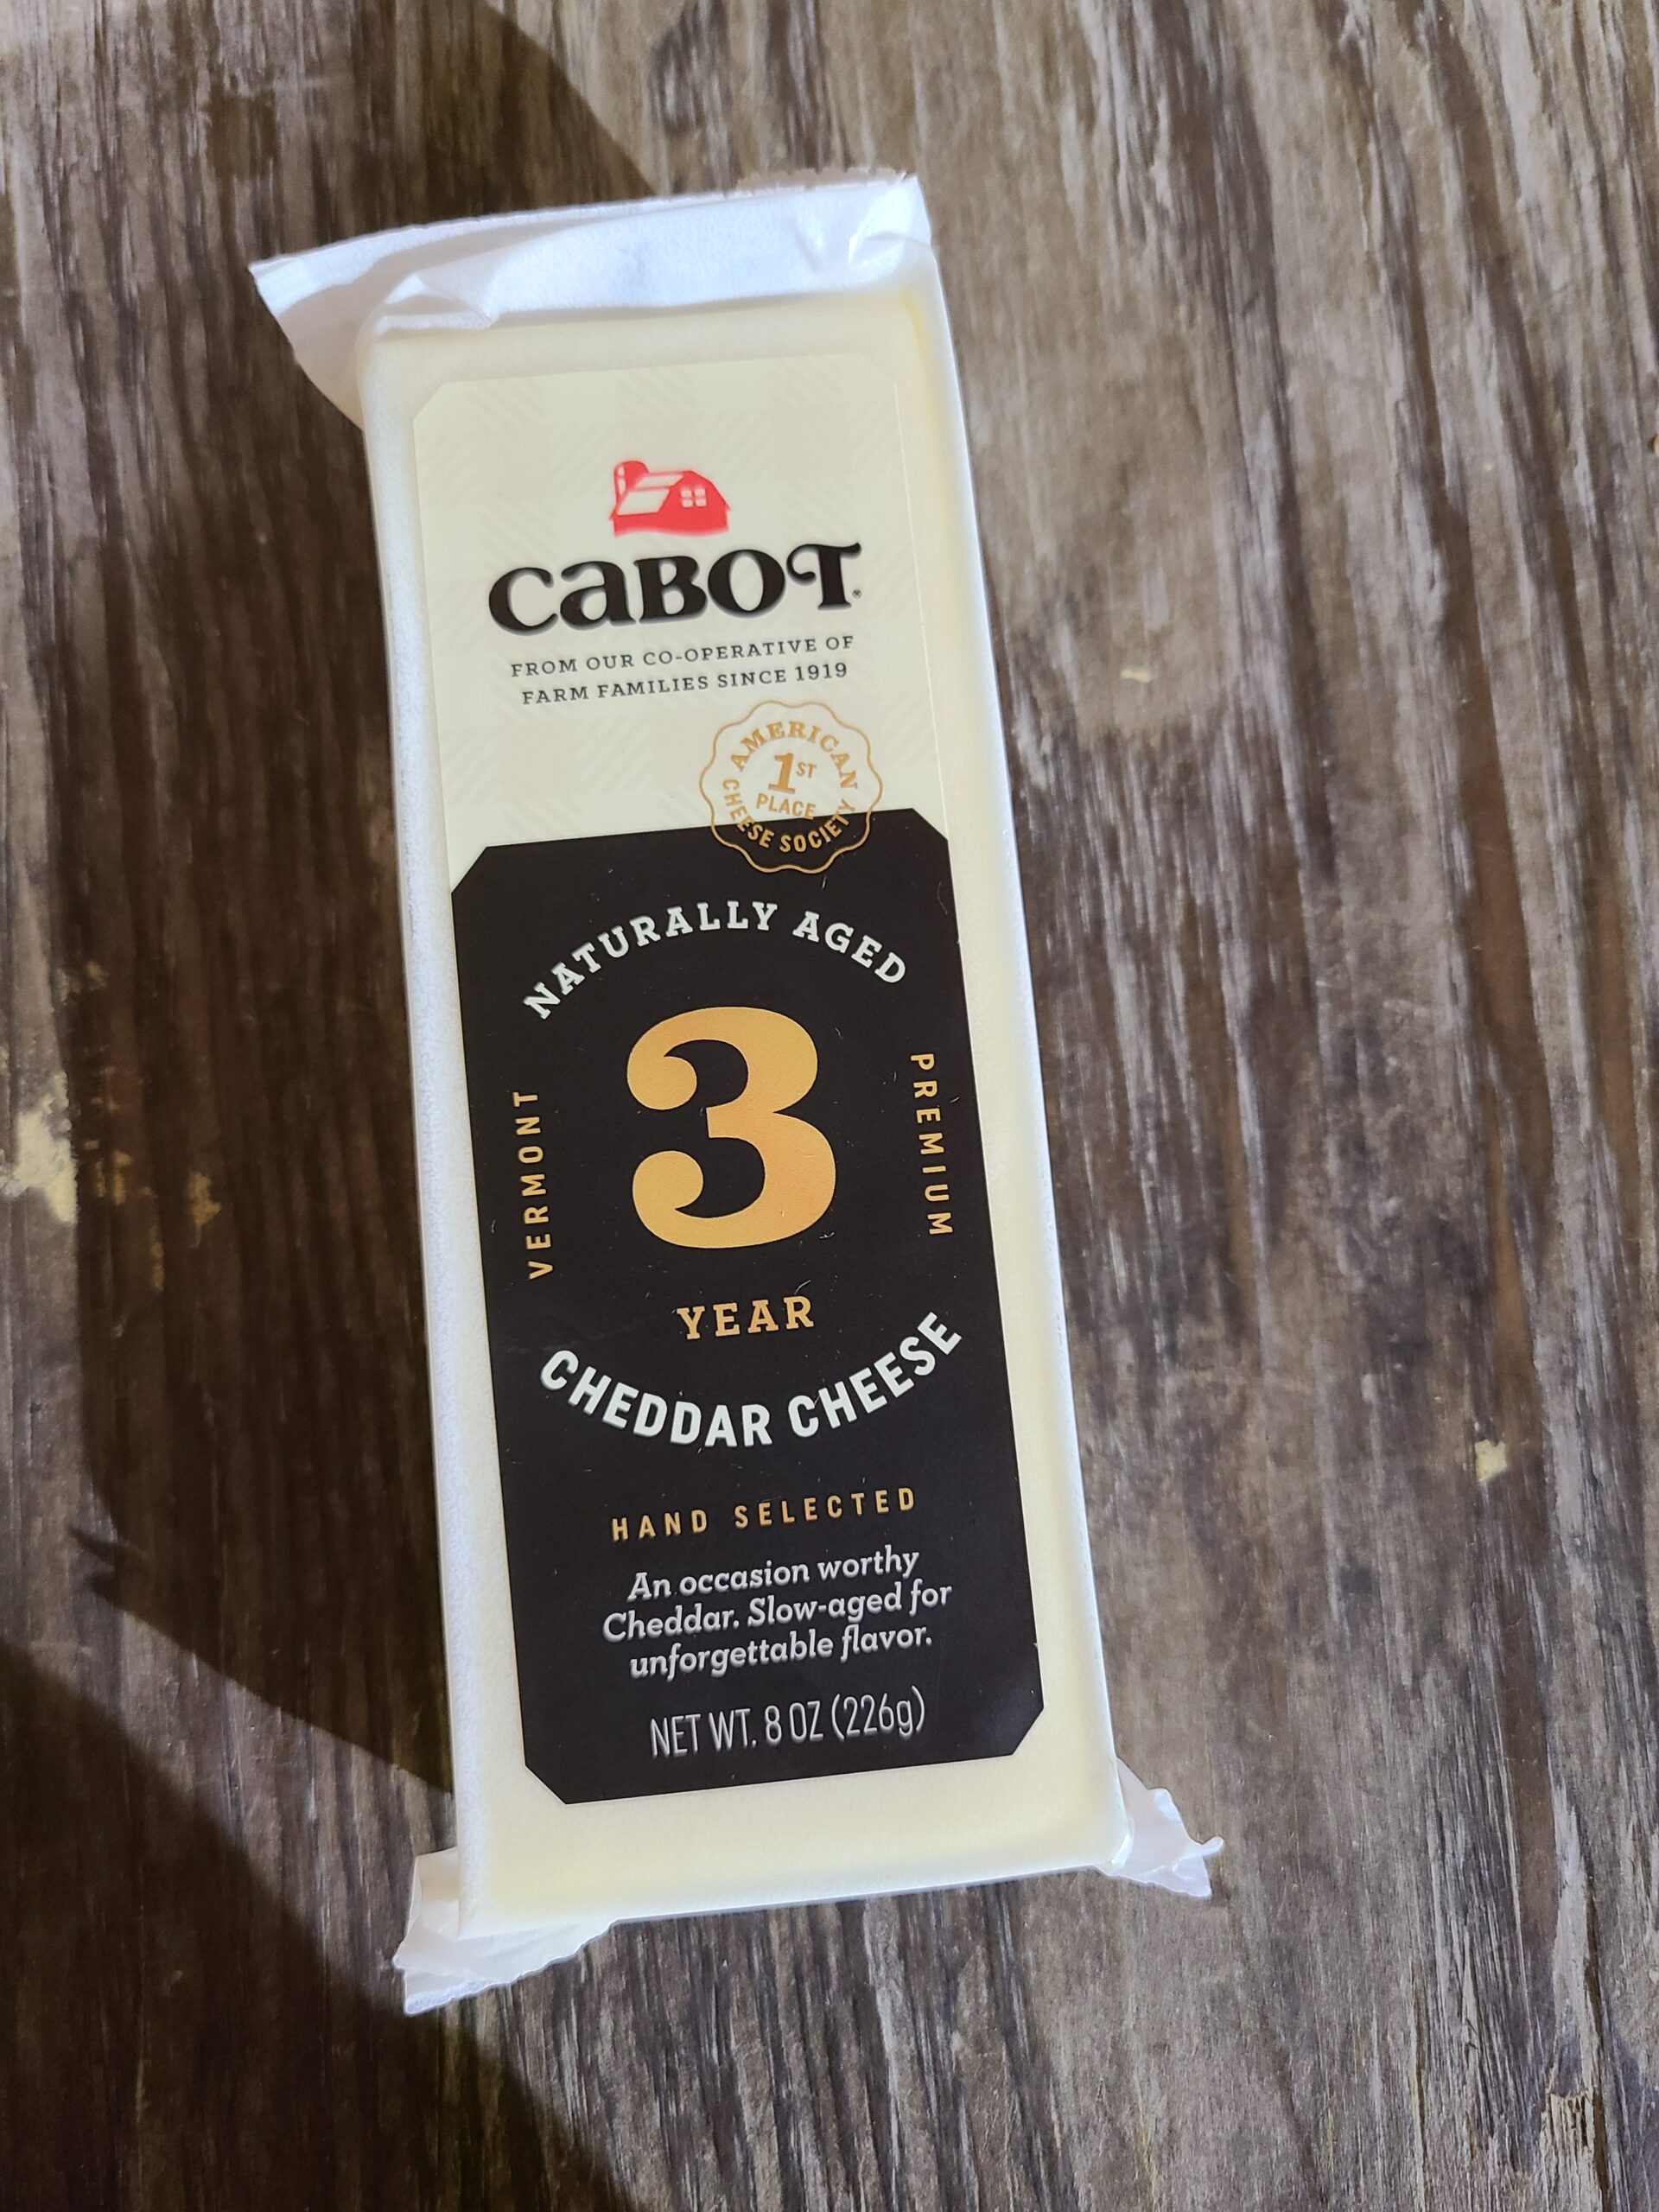 CABOT®
FROM OUR CO-OPERATIVE OF
FARM FAMILIES SINCE 1919
AMERICAN
1ST
PLACE
CHEESE SOCIETY
NATURALLY AGED
3
VERMONT
PREMIUM
YEAR
CHEDDAR CHEESE
HAND SELECTED
An occasion worthy
Cheddar. Slow-aged for
unforgettable flavor.
NET WT. 8 OZ (226g)